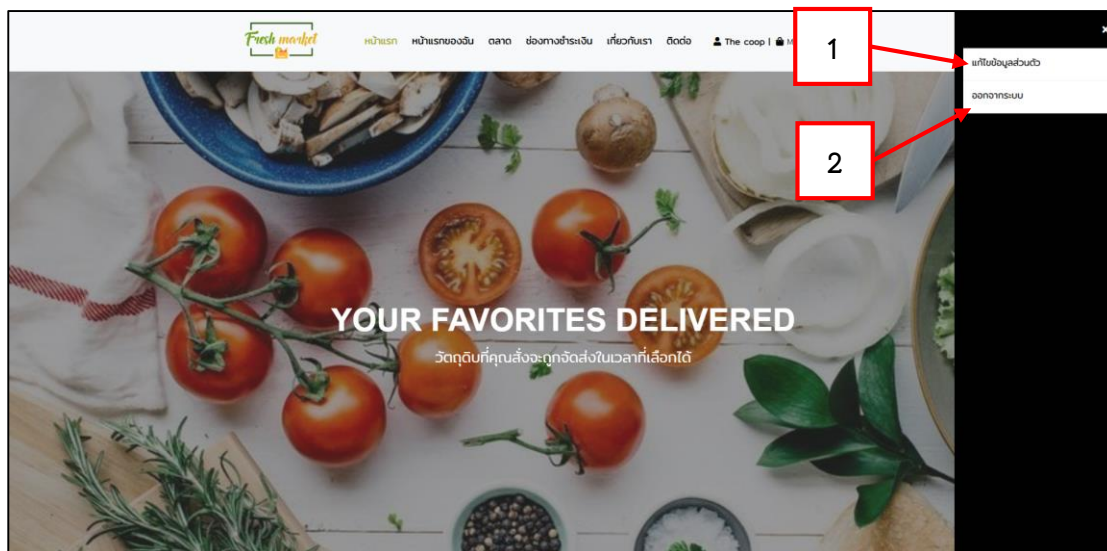 Fresh market
หน้าแรก หน้าแรกของฉัน ตลาด ช่องทางชำระเงิน เกี่ยวกับเรา ติดต่อ The coop | M
1
×
แก้ไขข้อมูลส่วนตัว
ออกจากระบบ
2
YOUR FAVORITES DELIVERED
วัตถุดิบที่คุณสั่งจะถูกจัดส่งในเวลาที่เลือกได้